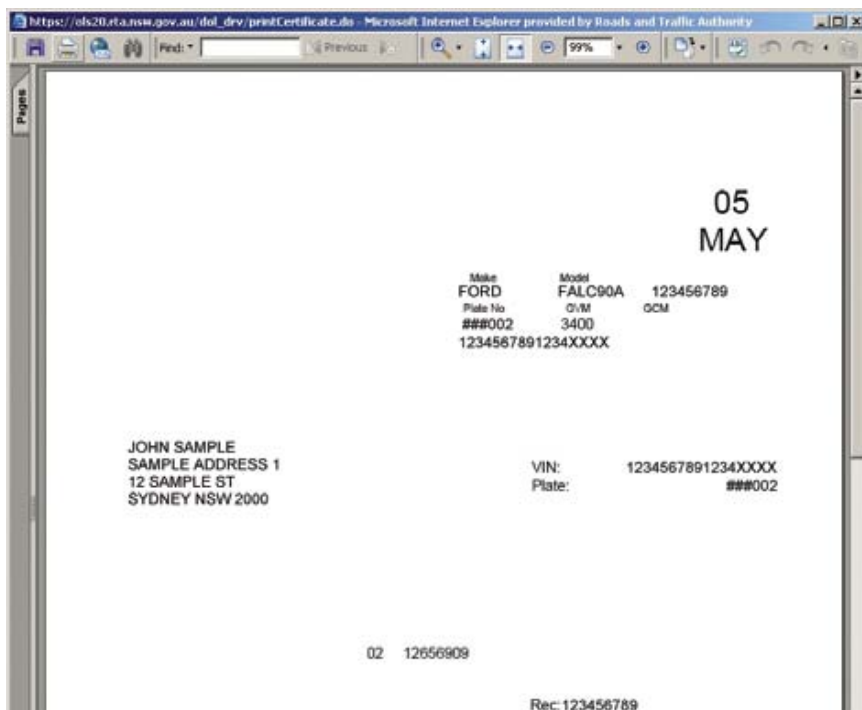 https://ols20.rta.nsw.gov.au/dol_drv/printCertificate.do - Microsoft Internet Explorer provided by Roads and Traffic Authority
Find: Previous 99%
Pages
05
MAY
Make Model
FORD FALC90A 123456789
Plate No GVM GCM
###002 3400
1234567891234XXXX
JOHN SAMPLE
SAMPLE ADDRESS 1
12 SAMPLE ST
SYDNEY NSW 2000
VIN: 1234567891234XXXX
Plate: ###002
02 12656909
Rec: 123456789